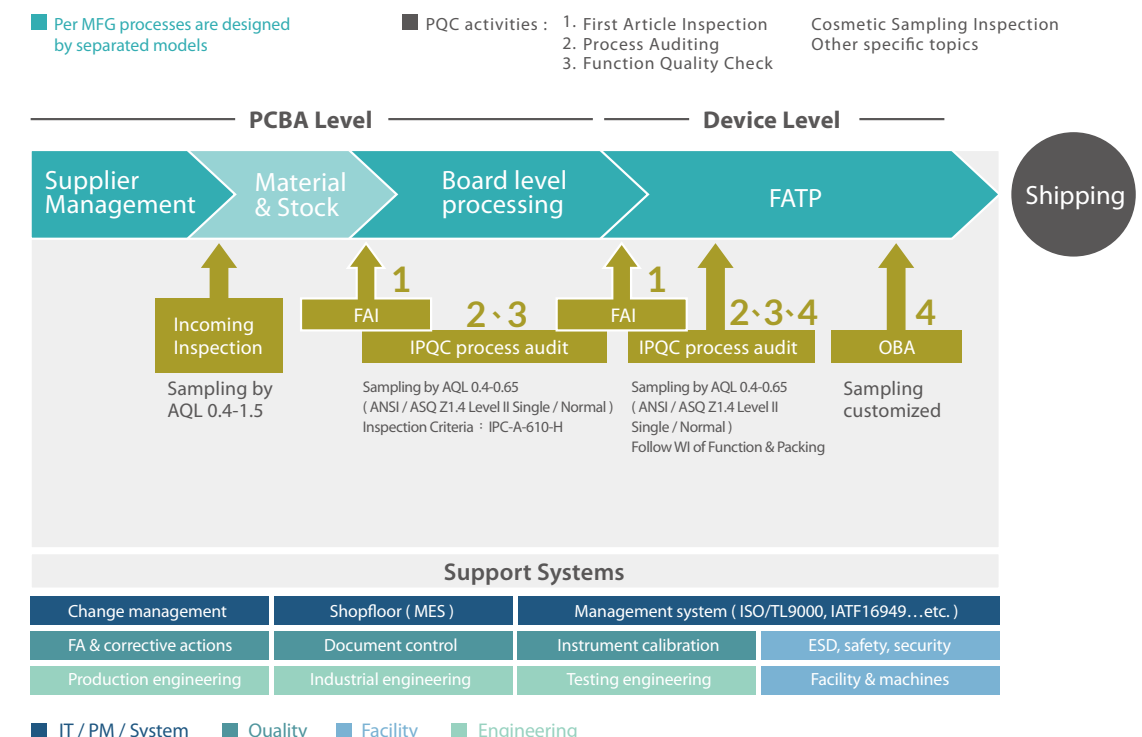 Per MFG processes are designed
by separated models
PQC activities : 1. First Article Inspection
2. Process Auditing
3. Function Quality Check
Cosmetic Sampling Inspection
Other specific topics
PCBA Level
Device Level
Supplier
Management
Material
& Stock
Board level
processing
FATP
Shipping
Incoming
Inspection
Sampling by
AQL 0.4-1.5
1
FAI
2、3
IPQC process audit
Sampling by AQL 0.4-0.65
( ANSI / ASQ Z1.4 Level II Single / Normal )
Inspection Criteria：IPC-A-610-H
1
FAI
2、3、4
IPQC process audit
Sampling by AQL 0.4-0.65
( ANSI / ASQ Z1.4 Level II
Single / Normal )
Follow WI of Function & Packing
4
OBA
Sampling
customized
Support Systems
Change management
Shopfloor ( MES )
Management system ( ISO/TL9000, IATF16949…etc. )
FA & corrective actions
Document control
Instrument calibration
ESD, safety, security
Production engineering
Industrial engineering
Testing engineering
Facility & machines
IT / PM / System
Quality
Facility
Engineering